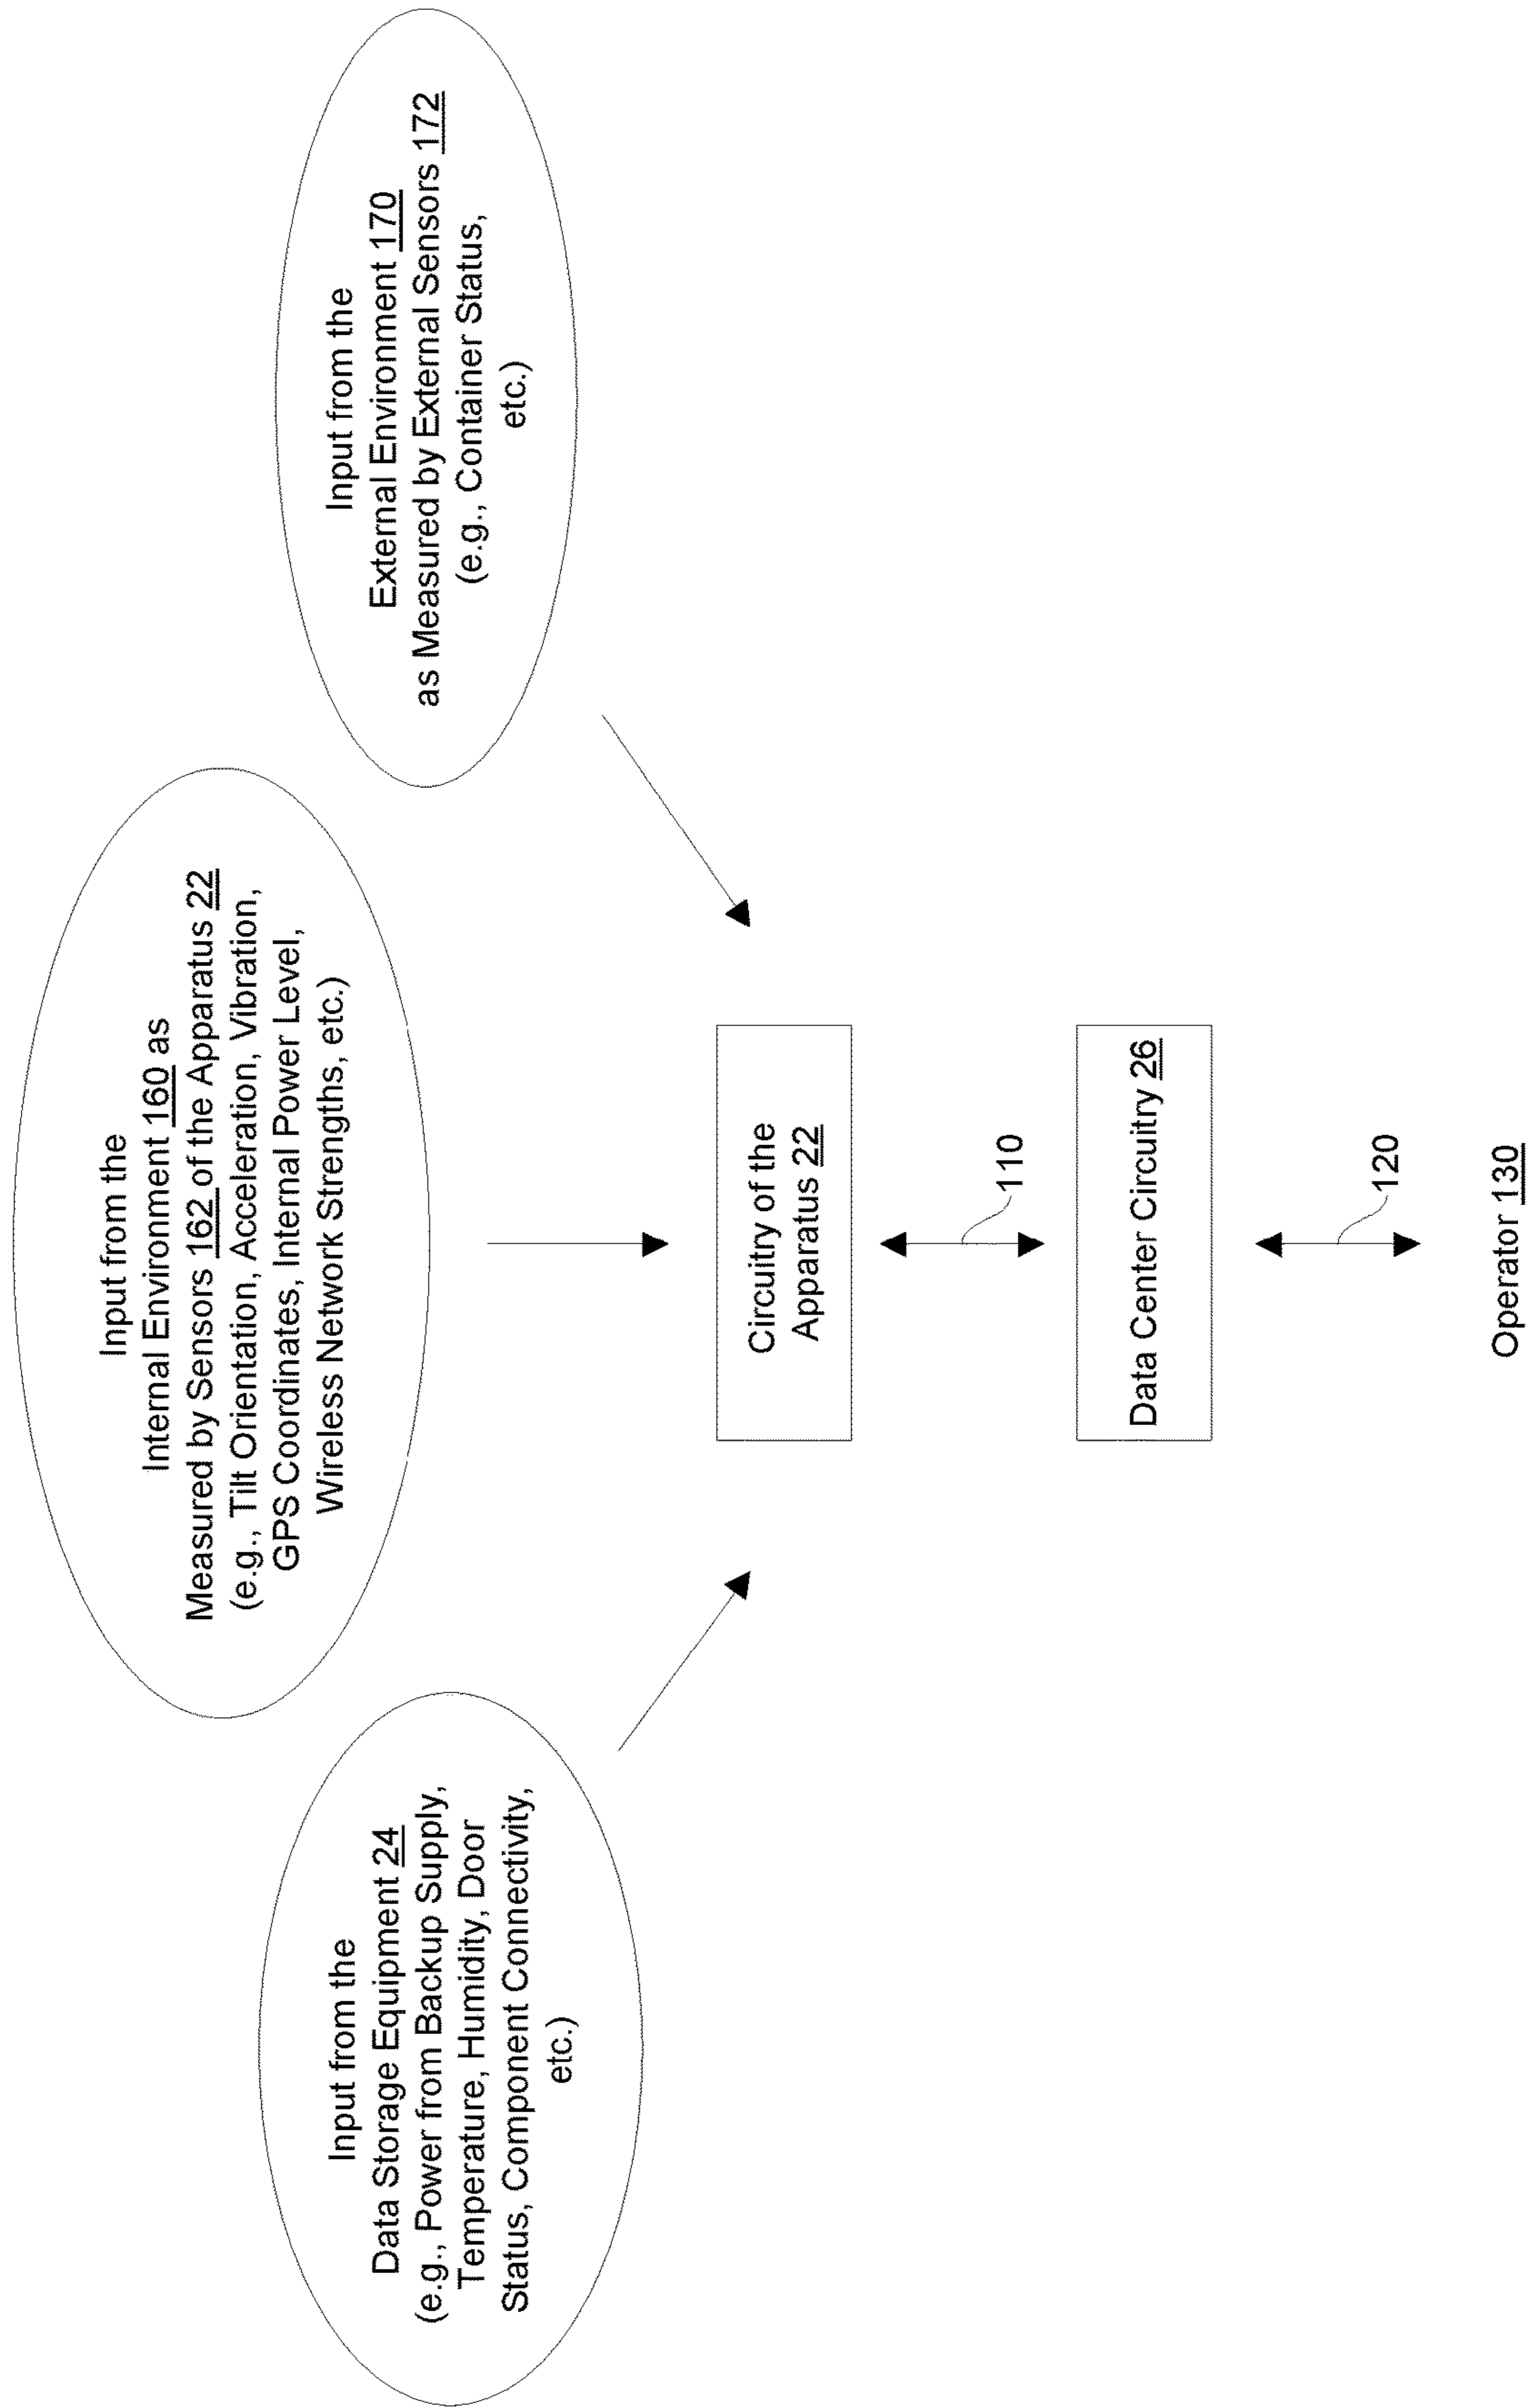 Input from the
Data Storage Equipment 24
(e.g., Power from Backup Supply,
Temperature, Humidity, Door
Status, Component Connectivity,
etc.)
Input from the
Internal Environment 160 as
Measured by Sensors 162 of the Apparatus 22
(e.g., Tilt Orientation, Acceleration, Vibration,
GPS Coordinates, Internal Power Level,
Wireless Network Strengths, etc.)
Input from the
External Environment 170
as Measured by External Sensors 172
(e.g., Container Status,
etc.)
Circuitry of the
Apparatus 22
110
Data Center Circuitry 26
120
Operator 130